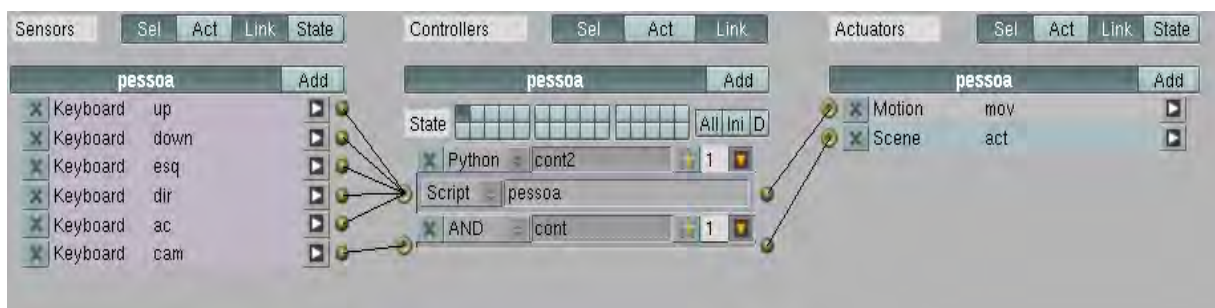 Sensors Sel Act Link State Controllers Sel Act Link Actuators Sel Act Link State
pessoa Add pessoa Add pessoa Add
X Keyboard up
X Keyboard down
X Keyboard esq
X Keyboard dir
X Keyboard ac
X Keyboard cam
State All Ini D
X Python cont2 1
Script pessoa
X AND cont 1
X Motion mov
X Scene act